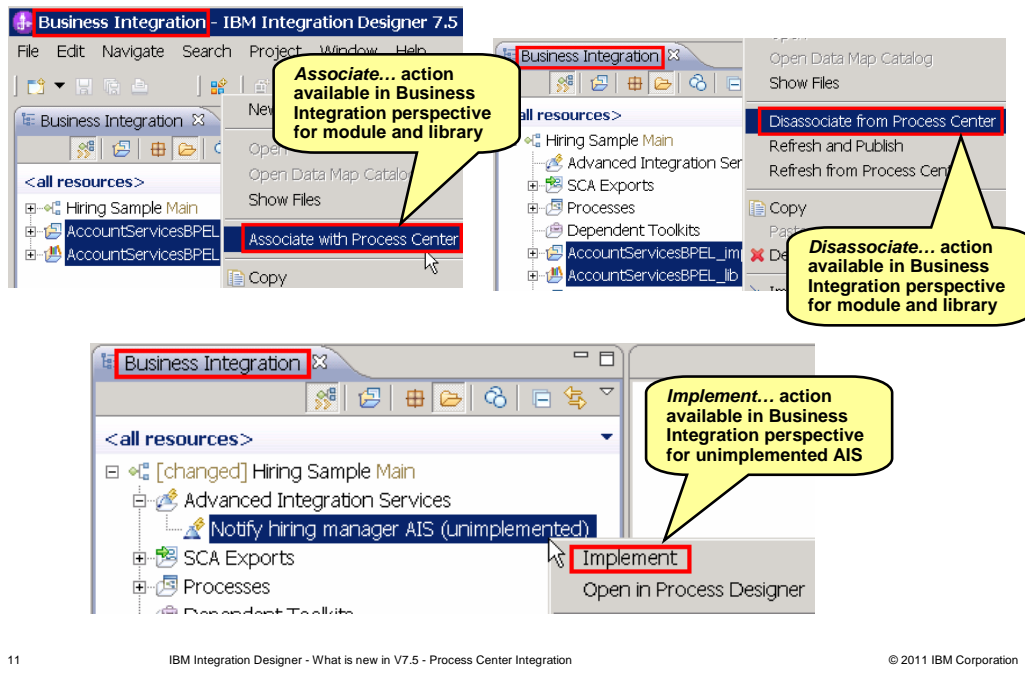 Business Integration - IBM Integration Designer 7.5
File Edit Navigate Search Project Window Help
Business Integration
<all resources>
Hiring Sample Main
AccountServicesBPEL
AccountServicesBPEL
New
Open
Open Data Map Catalog
Show Files
Associate with Process Center
Copy
Associate… action
available in Business
Integration perspective
for module and library
Business Integration
all resources>
Hiring Sample Main
Advanced Integration Ser
SCA Exports
Processes
Dependent Toolkits
AccountServicesBPEL_im
AccountServicesBPEL_lib
Open Data Map Catalog
Show Files
Disassociate from Process Center
Refresh and Publish
Refresh from Process Cen
Copy
Paste
De
Disassociate… action
available in Business
Integration perspective
for module and library
Business Integration
<all resources>
[changed] Hiring Sample Main
Advanced Integration Services
Notify hiring manager AIS (unimplemented)
SCA Exports
Processes
Dependent Toolkits
Implement
Open in Process Designer
Implement… action
available in Business
Integration perspective
for unimplemented AIS
11 IBM Integration Designer - What is new in V7.5 - Process Center Integration © 2011 IBM Corporation